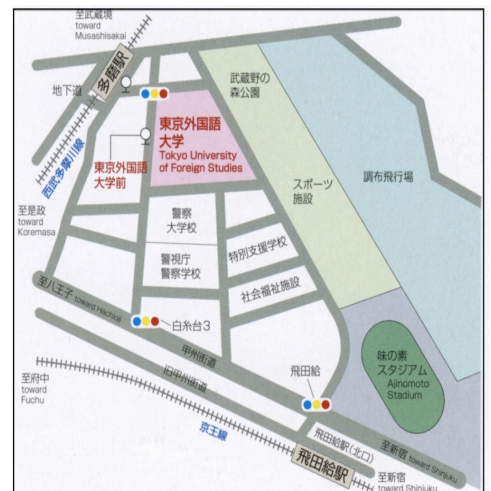 至武蔵境
toward
Musashisakai
多磨駅
地下道
西武多摩川線
武蔵野の
森公園
東京外国語
大学
Tokyo University
of Foreign Studies
東京外国語
大学前
スポーツ
施設
調布飛行場
至是政
toward
Koremasa
警察
大学校
特別支援学校
警視庁
警察学校
社会福祉施設
至八王子 toward Hachioji
白糸台3
甲州街道
旧甲州街道
味の素
スタジアム
Ajinomoto
Stadium
飛田給
至府中
toward
Fuchu
京王線
飛田給駅(北口)
飛田給駅
至新宿 toward Shinjuku
至新宿
toward Shinjuku